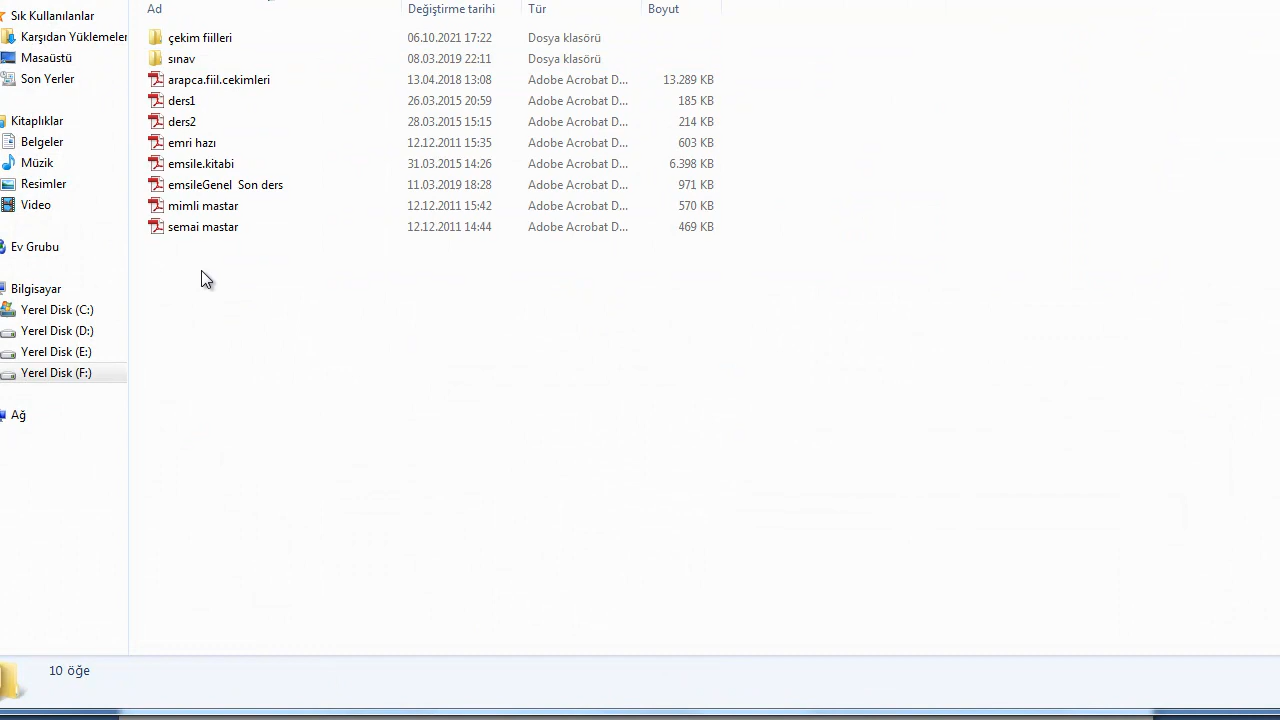 Ad Değiştirme tarihi Tür Boyut
Sık Kullanılanlar
Karşıdan Yüklemeler
Masaüstü
Son Yerler
Kitaplıklar
Belgeler
Müzik
Resimler
Video
Ev Grubu
Bilgisayar
Yerel Disk (C:)
Yerel Disk (D:)
Yerel Disk (E:)
Yerel Disk (F:)
Ağ
çekim fiilleri 06.10.2021 17:22 Dosya klasörü
sınav 08.03.2019 22:11 Dosya klasörü
arapca.fiil.cekimleri 13.04.2018 13:08 Adobe Acrobat D... 13.289 KB
ders1 26.03.2015 20:59 Adobe Acrobat D... 185 KB
ders2 28.03.2015 15:15 Adobe Acrobat D... 214 KB
emri hazı 12.12.2011 15:35 Adobe Acrobat D... 603 KB
emsile.kitabi 31.03.2015 14:26 Adobe Acrobat D... 6.398 KB
emsileGenel Son ders 11.03.2019 18:28 Adobe Acrobat D... 971 KB
mimli mastar 12.12.2011 15:42 Adobe Acrobat D... 570 KB
semai mastar 12.12.2011 14:44 Adobe Acrobat D... 469 KB
10 öğe